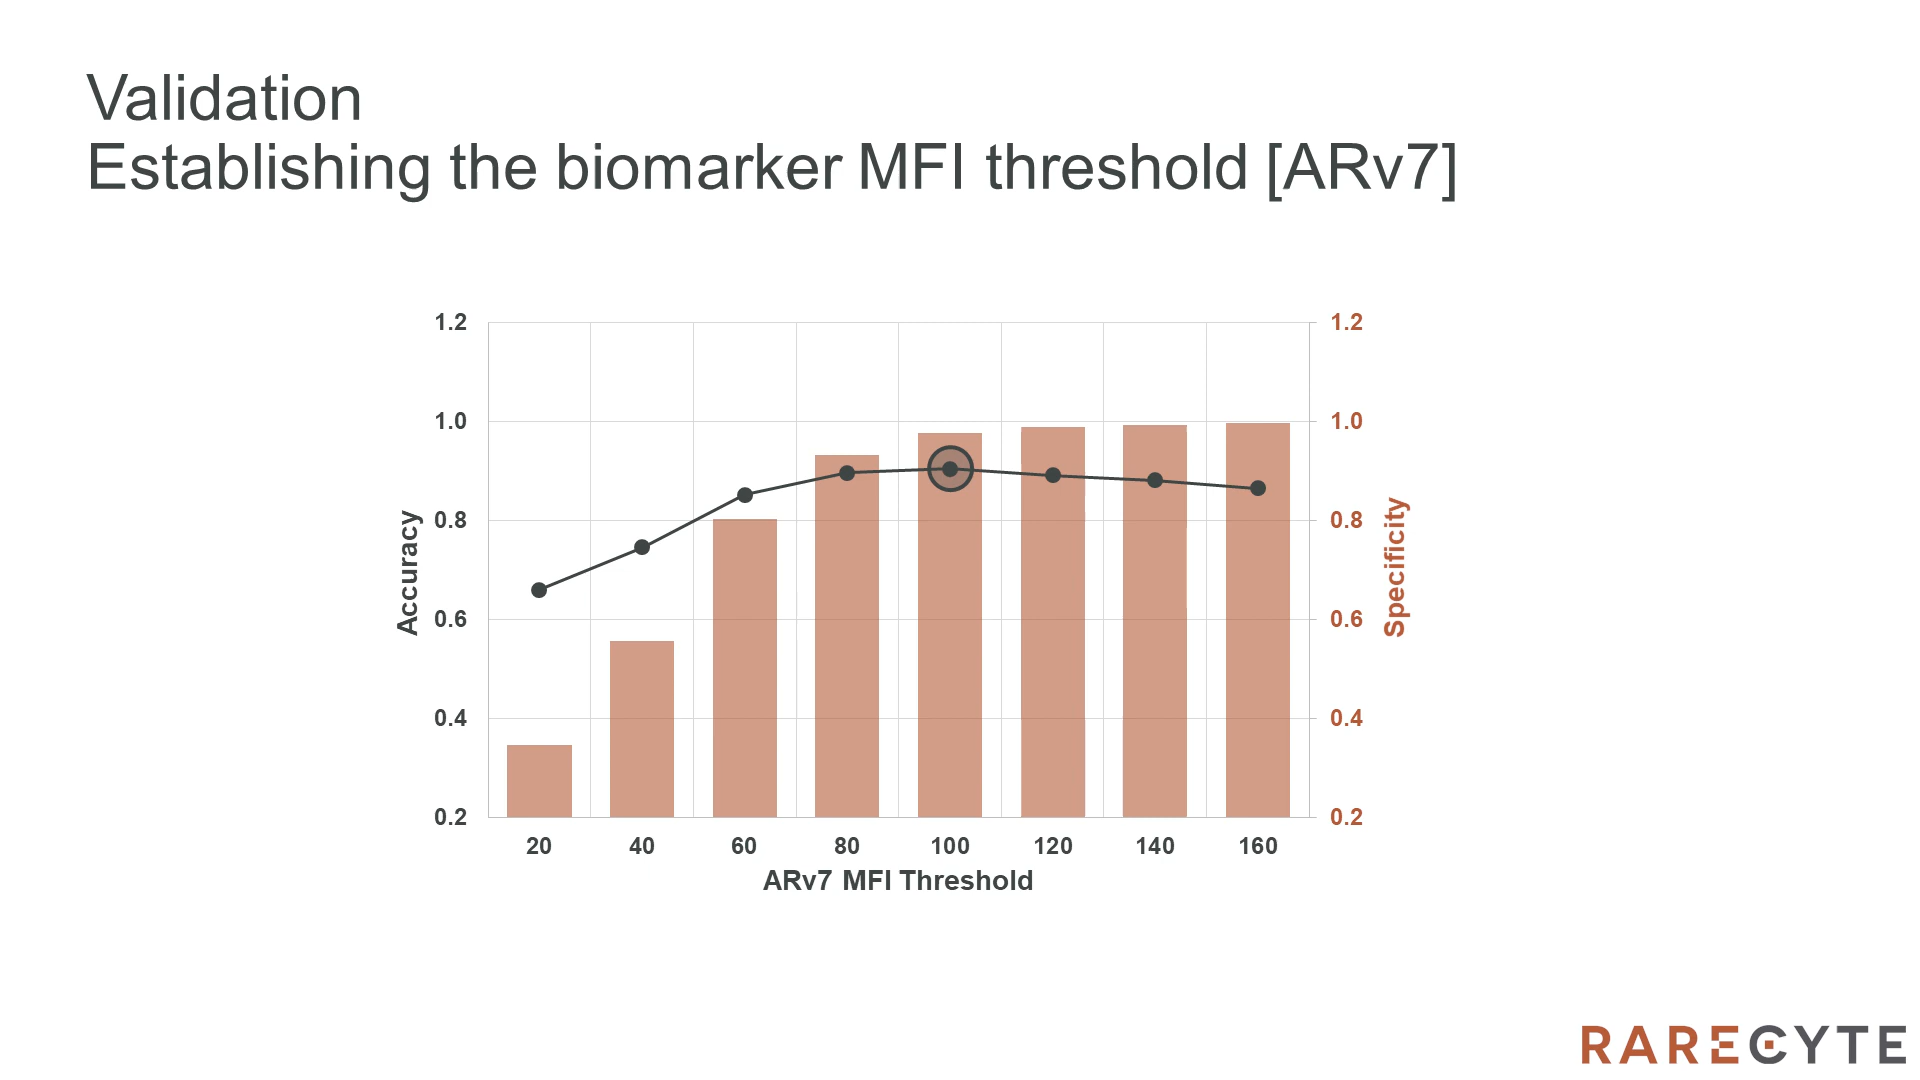 Validation
Establishing the biomarker MFI threshold [ARv7]
1.2
1.0
0.8
0.6
0.4
0.2
Accuracy
1.2
1.0
0.8
0.6
0.4
0.2
Specificity
20 40 60 80 100 120 140 160
ARv7 MFI Threshold
RARECYTE